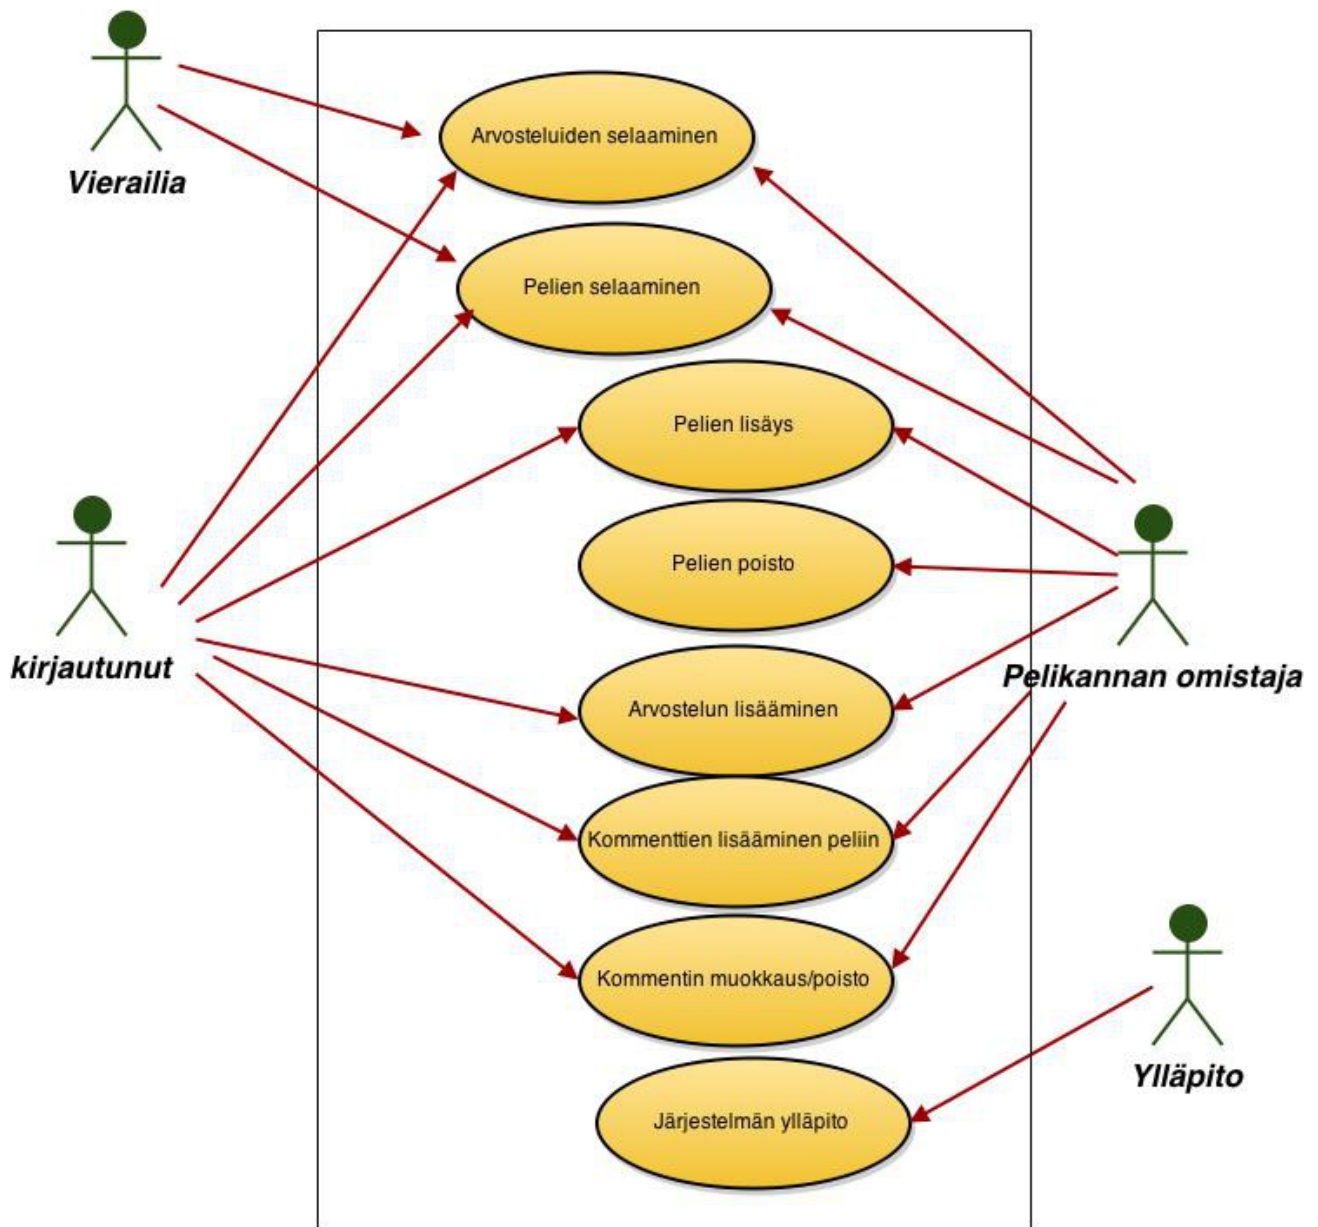 Vierailia
Arvosteluiden selaaminen
Pelien selaaminen
Pelien lisäys
Pelien poisto
kirjautunut
Pelikannan omistaja
Arvostelun lisääminen
Kommenttien lisääminen peliin
Kommentin muokkaus/poisto
Ylläpito
Järjestelmän ylläpito